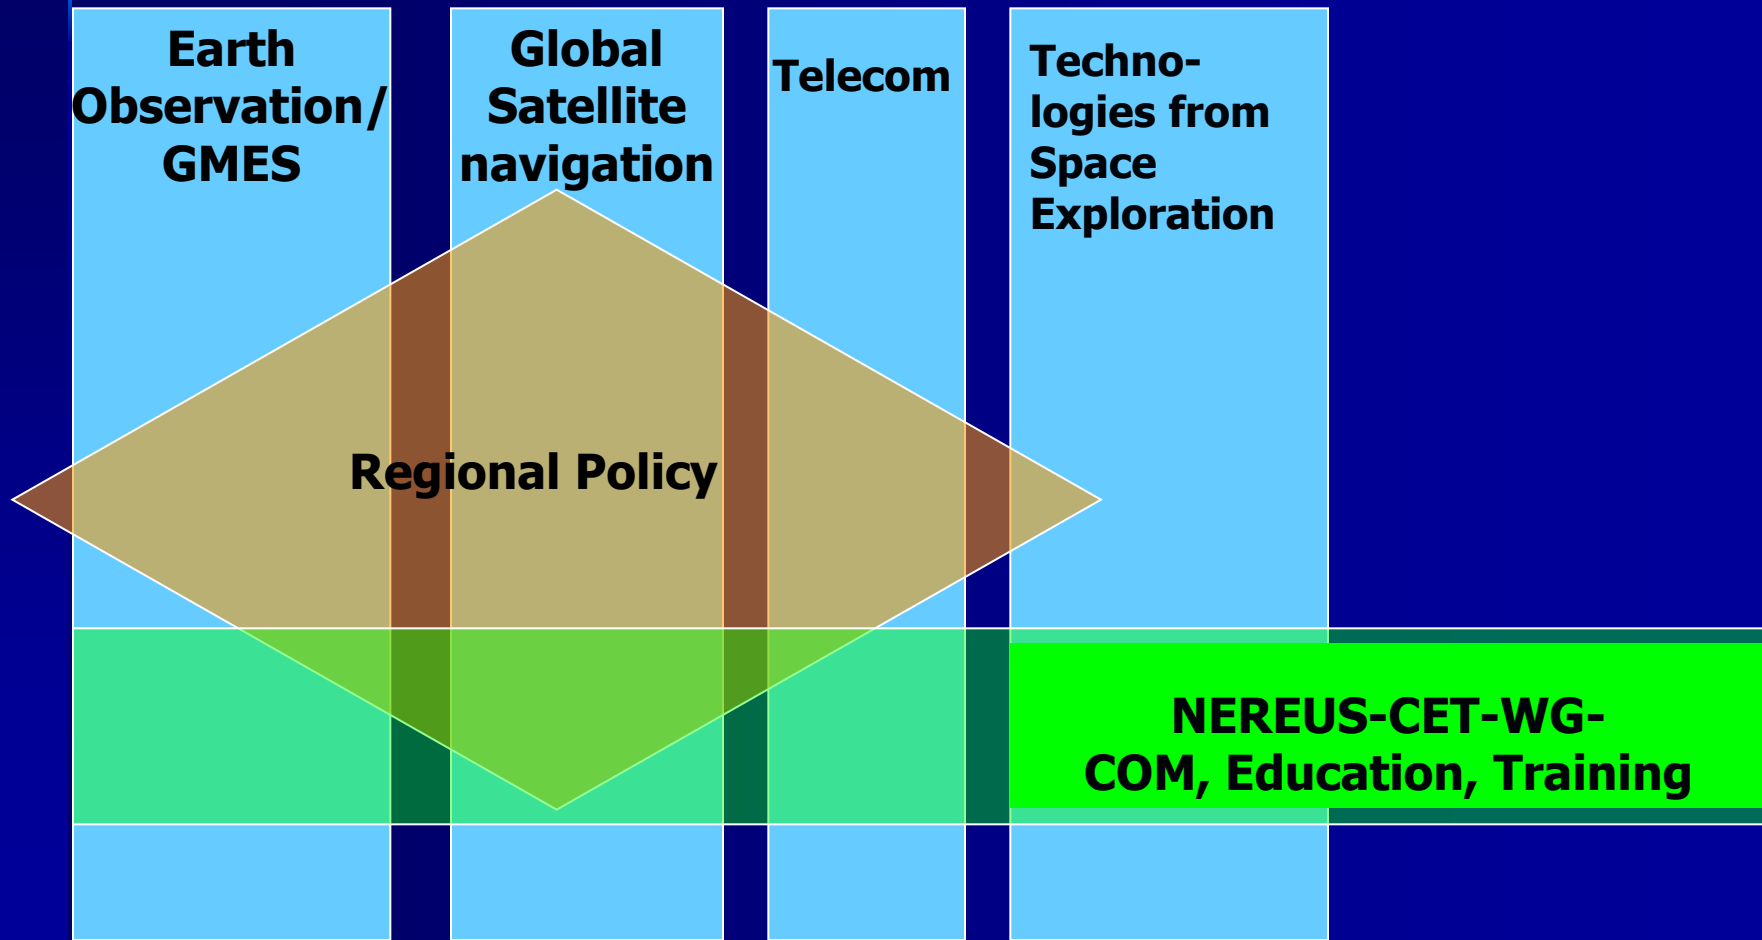 Earth
Observation/
GMES
Global
Satellite
navigation
Telecom
Techno-
logies from
Space
Exploration
Regional Policy
NEREUS-CET-WG-
COM, Education, Training